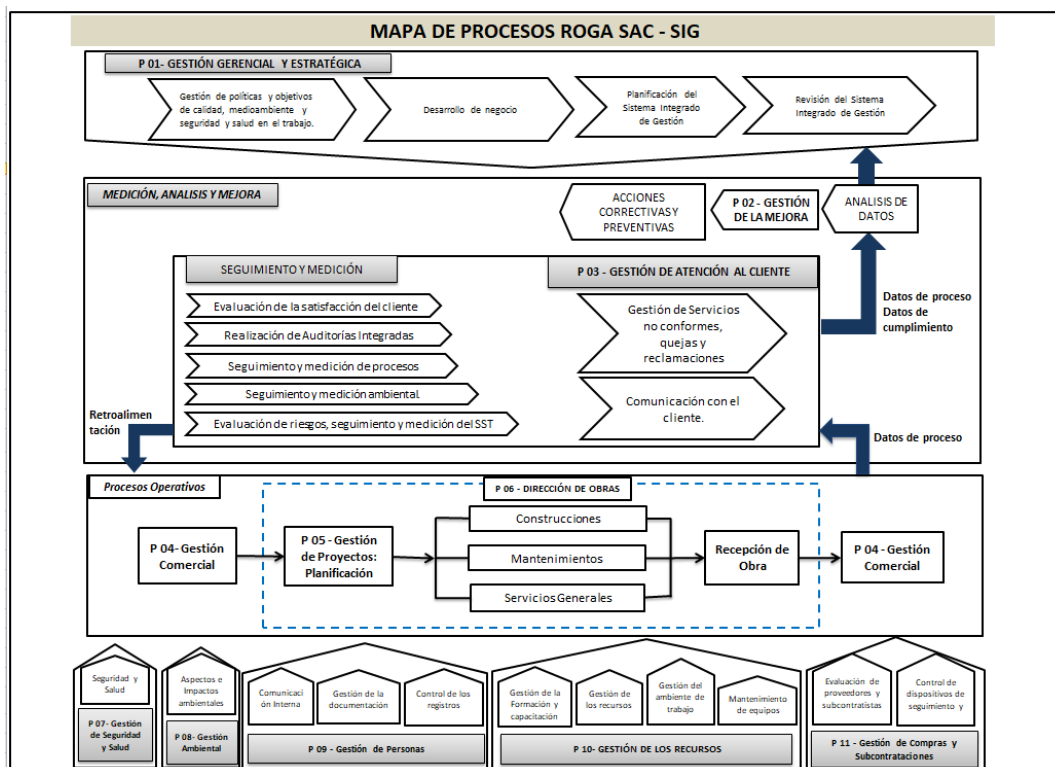 MAPA DE PROCESOS ROGA SAC - SIG
P 01- GESTIÓN GERENCIAL Y ESTRATÉGICA
Gestión de políticas y objetivos
de calidad, medioambiente y
seguridad y salud en el trabajo.
Desarrollo de negocio
Planificación del
Sistema Integrado
de Gestión
Revisión del Sistema
Integrado de Gestión
MEDICIÓN, ANALISIS Y MEJORA
ACCIONES
CORRECTIVAS Y
PREVENTIVAS
P 02 - GESTIÓN
DE LA MEJORA
ANALISIS DE
DATOS
SEGUIMIENTO Y MEDICIÓN
Evaluación de la satisfacción del cliente
Realización de Auditorías Integradas
Seguimiento y medición de procesos
Seguimiento y medición ambiental.
Evaluación de riesgos, seguimiento y medición del SST
P 03 - GESTIÓN DE ATENCIÓN AL CLIENTE
Gestión de Servicios
no conformes,
quejas y
reclamaciones
Comunicación con el
cliente.
Datos de proceso
Datos de
cumplimiento
Retroalimen
tación
Datos de proceso
Procesos Operativos
P 06 - DIRECCIÓN DE OBRAS
P 04- Gestión
Comercial
P 05 - Gestión
de Proyectos:
Planificación
Construcciones
Mantenimientos
Servicios Generales
Recepción de
Obra
P 04 - Gestión
Comercial
Seguridad y
Salud
P 07- Gestión
de Seguridad
y Salud
Aspectos e
Impactos
ambientales
P 08- Gestión
Ambiental
Comunicaci
ón Interna
Gestión de la
documentación
Control de los
registros
P 09 - Gestión de Personas
Gestión de la
Formación y
capacitación
Gestión de
los recursos
Gestión del
ambiente de
trabajo
Mantenimiento
de equipos
P 10- GESTIÓN DE LOS RECURSOS
Evaluación de
proveedores y
subcontratistas
Control de
dispositivos de
seguimiento y
P 11 - Gestión de Compras y
Subcontrataciones